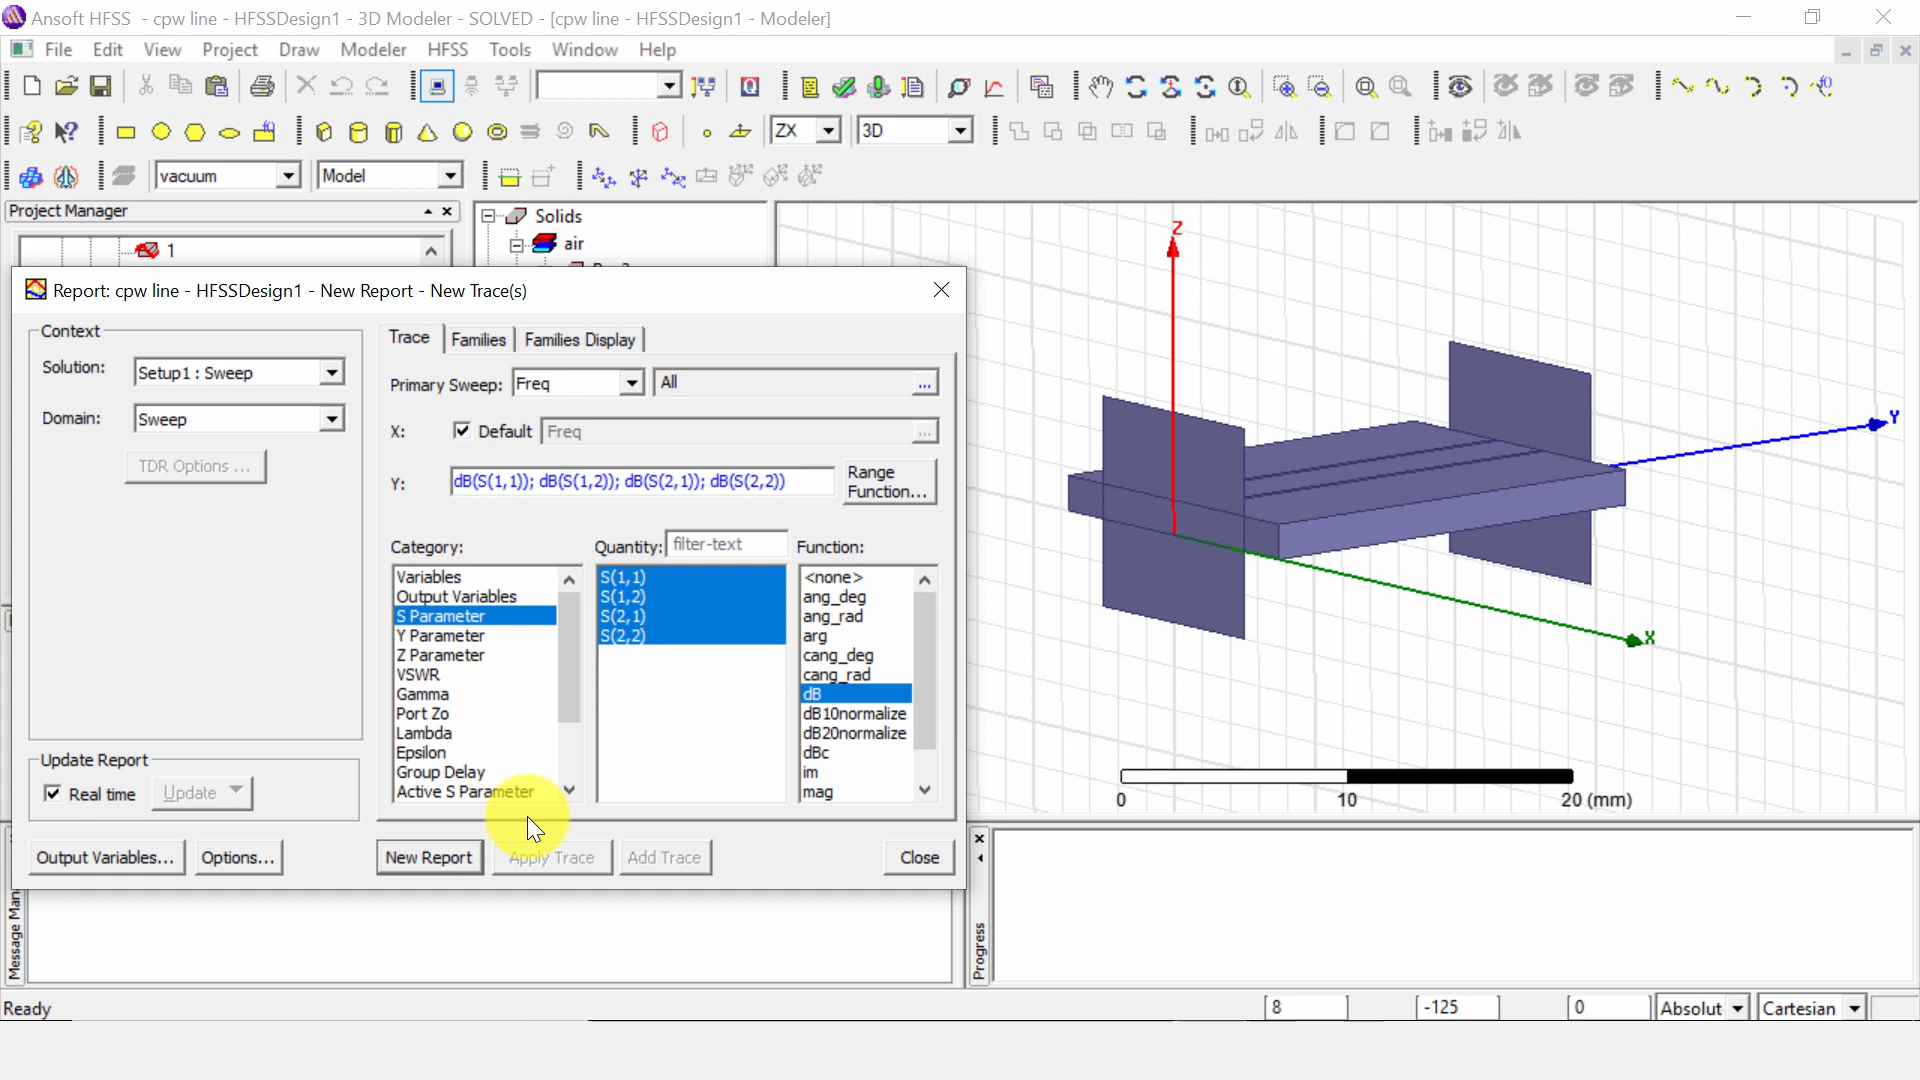 Ansoft HFSS - cpw line - HFSSDesign1 - 3D Modeler - SOLVED - [cpw line - HFSSDesign1 - Modeler]
File Edit View Project Draw Modeler HFSS Tools Window Help
ZX 3D
vacuum Model
Project Manager
1
Solids
air
Report: cpw line - HFSSDesign1 - New Report - New Trace(s)
Context
Solution: Setup1 : Sweep
Domain: Sweep
TDR Options ...
Trace Families Families Display
Primary Sweep: Freq All ...
X: Default Freq ...
Y: dB(S(1,1)); dB(S(1,2)); dB(S(2,1)); dB(S(2,2)) Range Function...
Category: Quantity: filter-text Function:
Variables S(1,1) <none>
Output Variables S(1,2) ang_deg
S Parameter S(2,1) ang_rad
Y Parameter S(2,2) arg
Z Parameter cang_deg
VSWR cang_rad
Gamma dB
Port Zo dB10normalize
Lambda dB20normalize
Epsilon dBc
Group Delay im
Active S Parameter mag
Update Report
Real time Update
Output Variables... Options... New Report Apply Trace Add Trace Close
Z
Y
X
0 10 20 (mm)
Message Man
Progress
Ready 8 -125 0 Absolut Cartesian